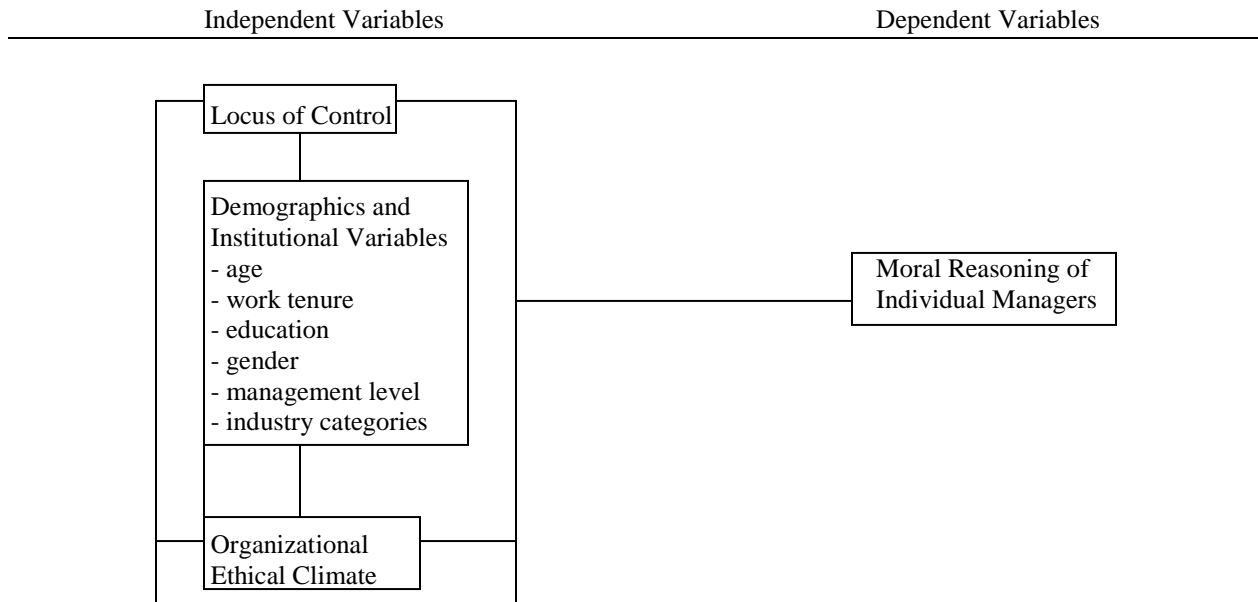 Independent Variables
Dependent Variables
Locus of Control
Demographics and
Institutional Variables
- age
- work tenure
- education
- gender
- management level
- industry categories
Moral Reasoning of
Individual Managers
Organizational
Ethical Climate